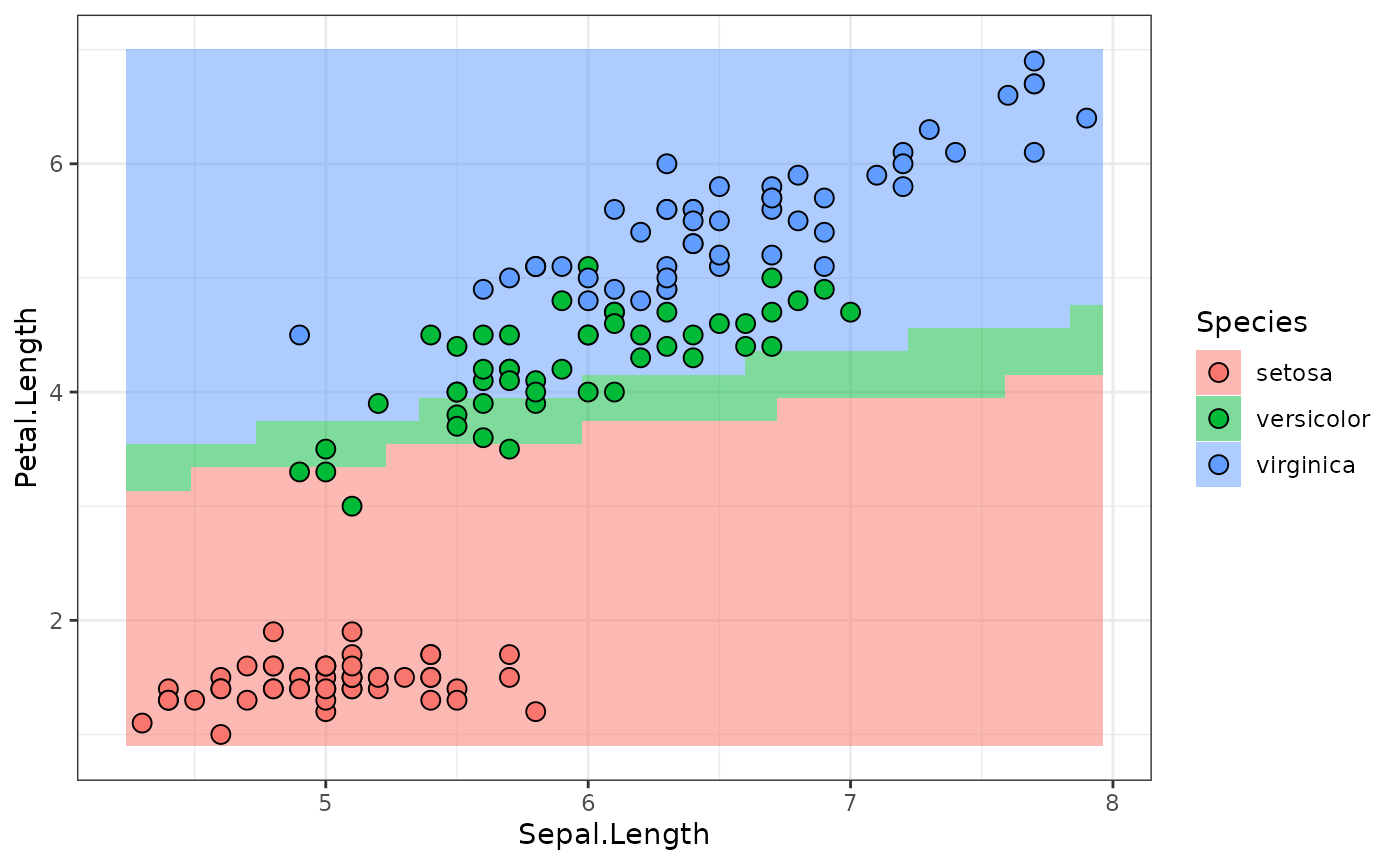 6
4
2
Petal.Length
5 6 7 8
Sepal.Length
Species
setosa
versicolor
virginica